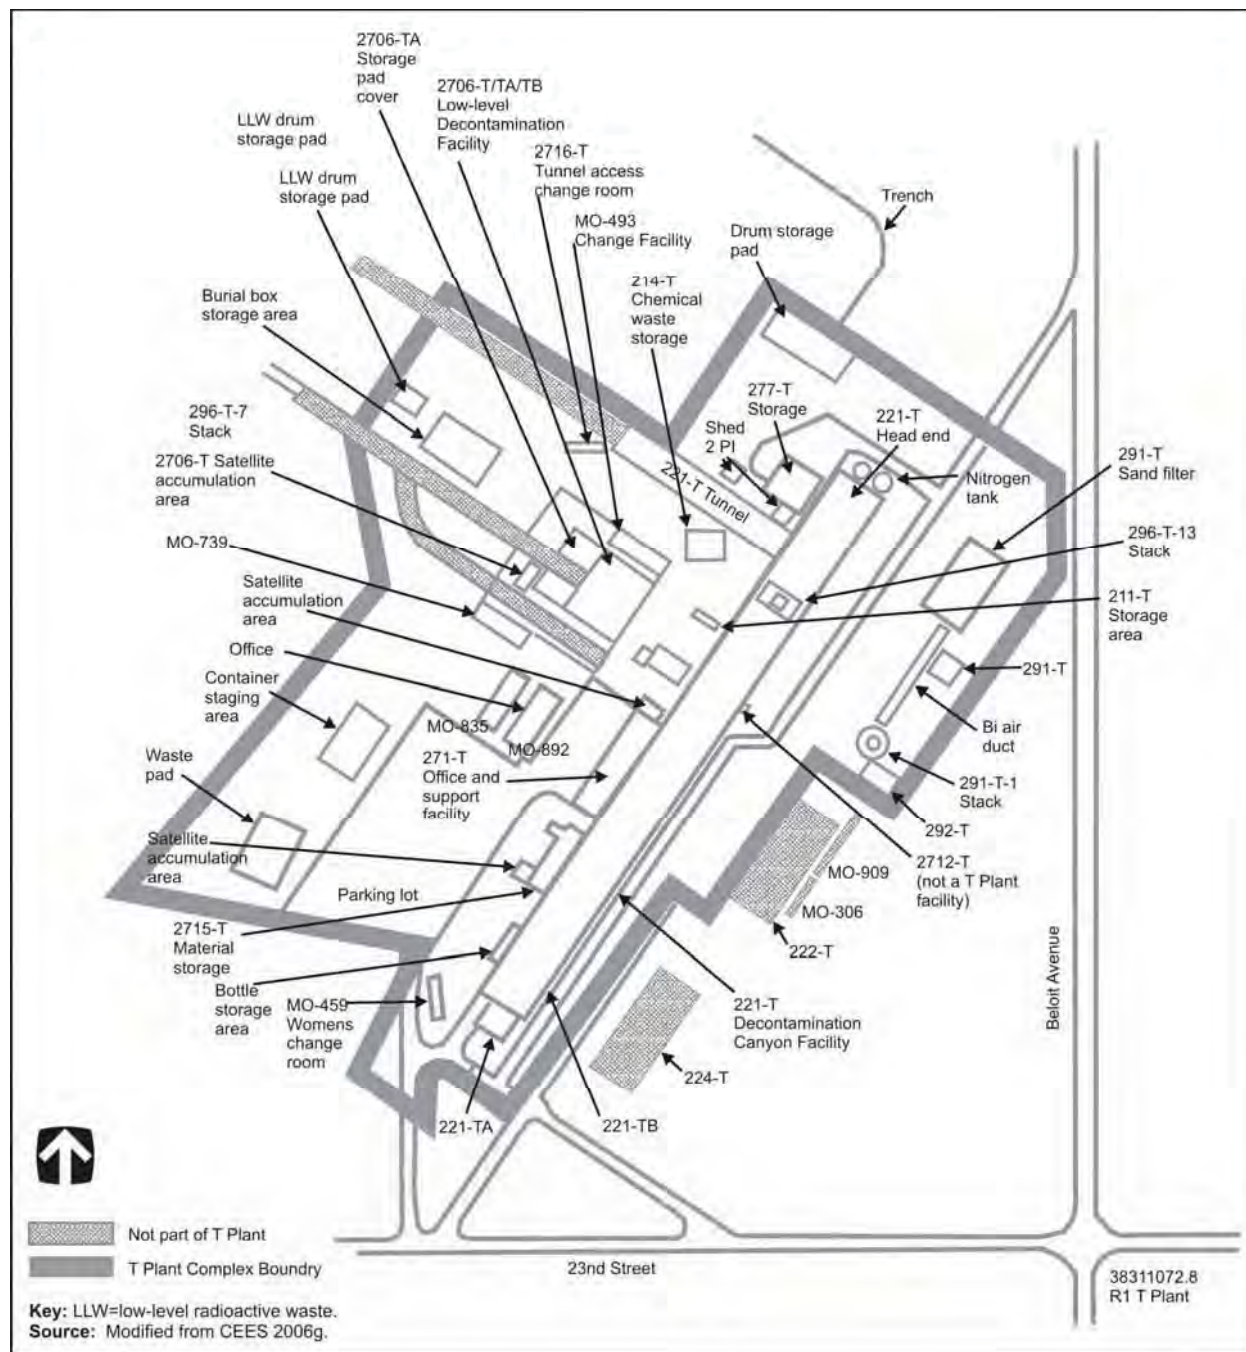 2706-TA
Storage
pad
cover
2706-T/TA/TB
Low-level
Decontamination
Facility
LLW drum
storage pad
LLW drum
storage pad
2716-T
Tunnel access
change room
MO-493
Change Facility
Trench
Drum storage
pad
214-T
Chemical
waste
storage
Burial box
storage area
277-T
Storage
221-T
Head end
Shed
2 PI
296-T-7
Stack
2706-T Satellite
accumulation
area
221-T Tunnel
Nitrogen
tank
291-T
Sand filter
296-T-13
Stack
MO-739
Satellite
accumulation
area
211-T
Storage
area
Office
291-T
Container
staging
area
MO-835
MO-892
Bi air
duct
Waste
pad
271-T
Office and
support
facility
291-T-1
Stack
292-T
Satellite
accumulation
area
MO-909
2712-T
(not a T Plant
facility)
Parking lot
MO-306
222-T
2715-T
Material
storage
Bottle
storage
area
MO-459
Womens
change
room
221-T
Decontamination
Canyon Facility
Beloit Avenue
224-T
221-TA
221-TB
Not part of T Plant
T Plant Complex Boundry
23nd Street
38311072.8
R1 T Plant
Key: LLW=low-level radioactive waste.
Source: Modified from CEES 2006g.